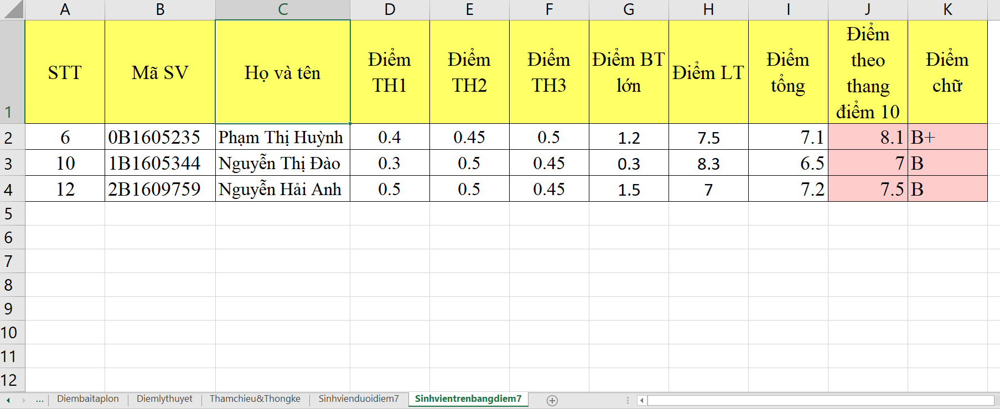 A B C D E F G H I J K
1 STT Mã SV Họ và tên Điểm TH1 Điểm TH2 Điểm TH3 Điểm BT lớn Điểm LT Điểm tổng Điểm theo thang điểm 10 Điểm chữ
2 6 0B1605235 Phạm Thị Huỳnh 0.4 0.45 0.5 1.2 7.5 7.1 8.1 B+
3 10 1B1605344 Nguyễn Thị Đào 0.3 0.5 0.45 0.3 8.3 6.5 7 B
4 12 2B1609759 Nguyễn Hải Anh 0.5 0.5 0.45 1.5 7 7.2 7.5 B
5
6
7
8
9
10
11
12
... Diembaitaplon Diemlythuyet Thamchieu&Thongke Sinhvienduoidiem7 Sinhvientrenbangdiem7